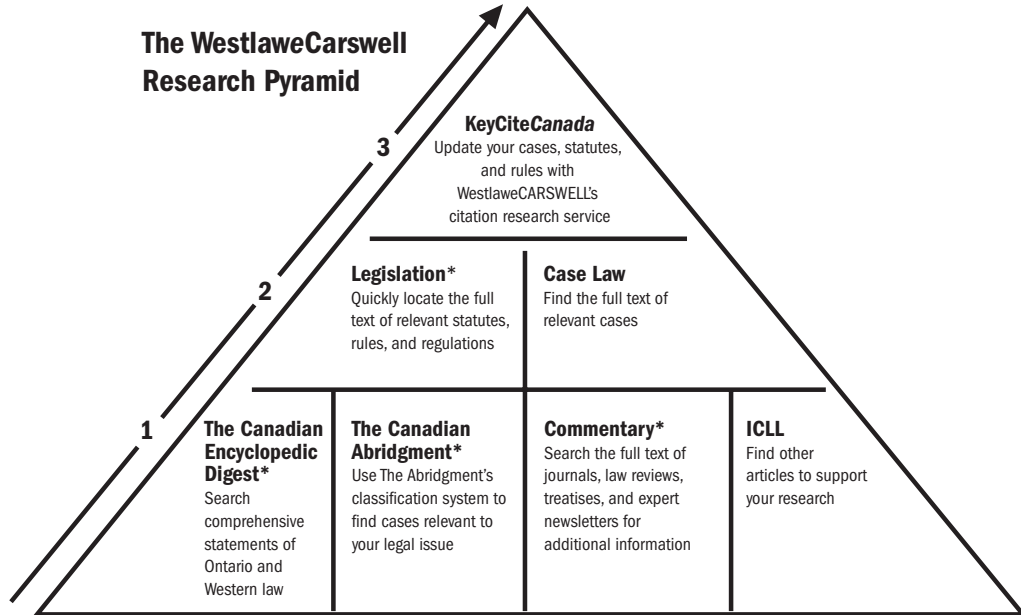 The WestlaweCarswell
Research Pyramid
3
KeyCiteCanada
Update your cases, statutes,
and rules with
WestlaweCARSWELL's
citation research service
2
Legislation*
Quickly locate the full
text of relevant statutes,
rules, and regulations
Case Law
Find the full text of
relevant cases
1
The Canadian
Encyclopedic
Digest*
Search
comprehensive
statements of
Ontario and
Western law
The Canadian
Abridgment*
Use The Abridgment's
classification system to
find cases relevant to
your legal issue
Commentary*
Search the full text of
journals, law reviews,
treatises, and expert
newsletters for
additional information
ICLL
Find other
articles to support
your research